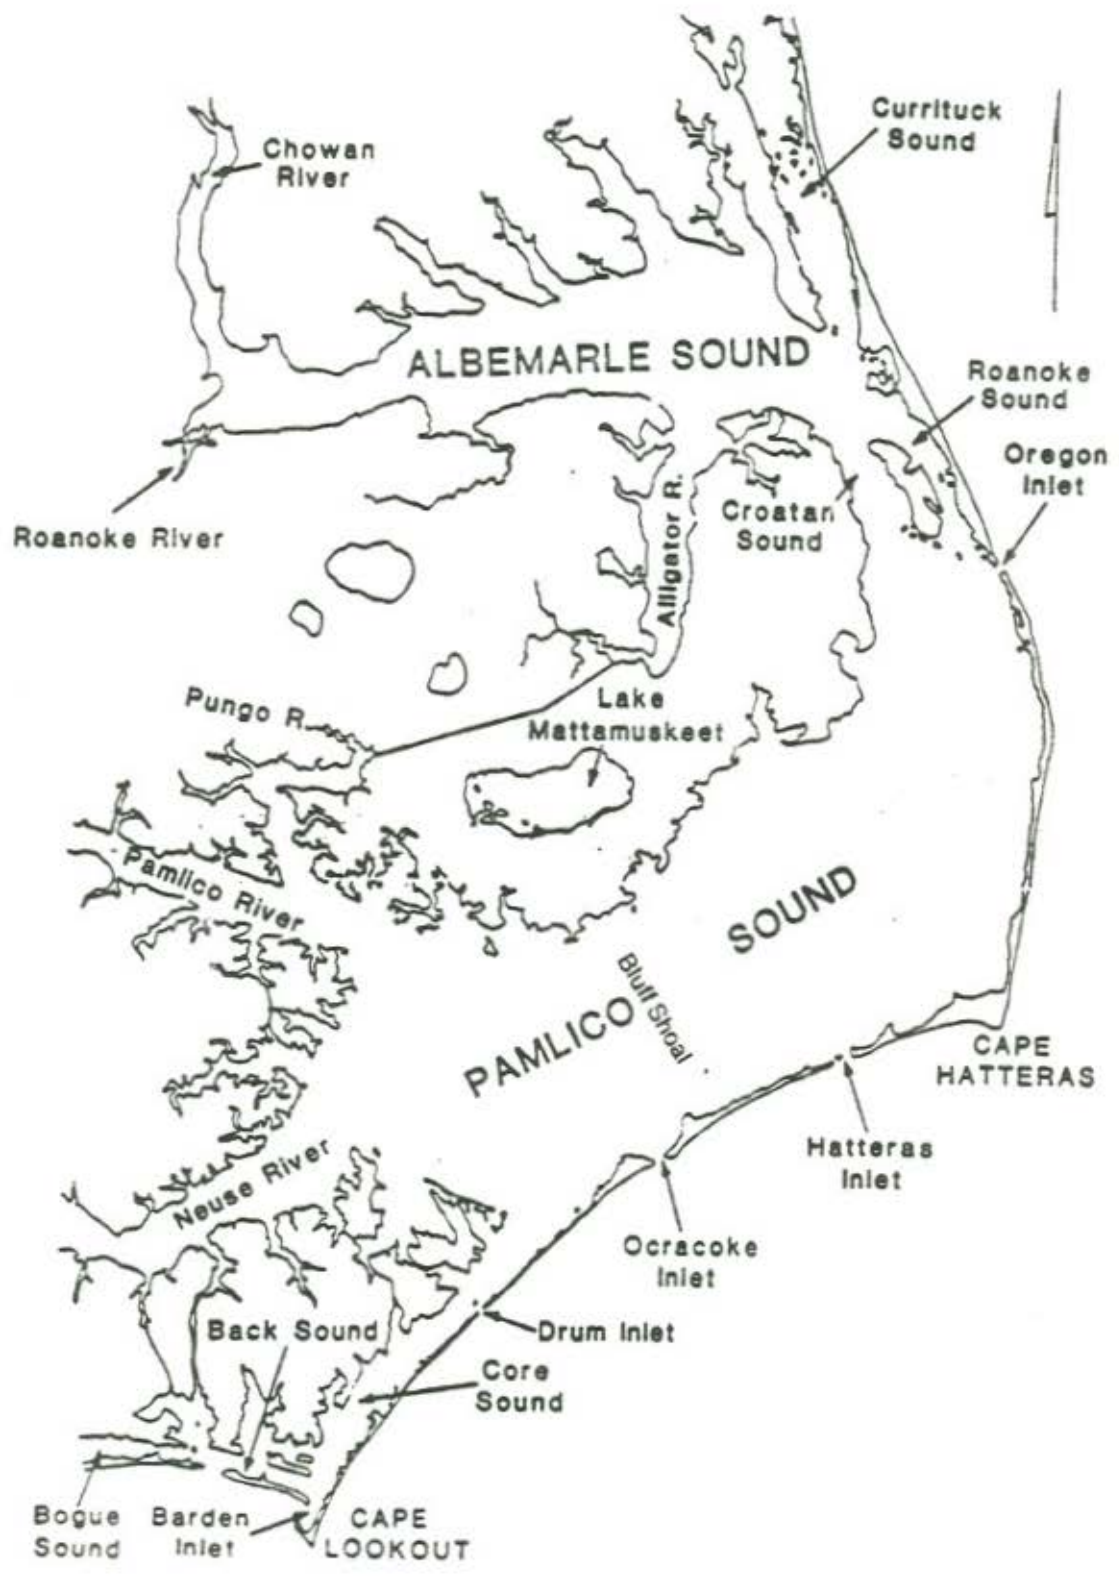 Currituck
Sound
Chowan
River
ALBEMARLE SOUND
Roanoke
Sound
Oregon
Inlet
Alligator R.
Croatan
Sound
Roanoke River
Pungo R.
Lake
Mattamuskeet
Pamlico River
SOUND
Bluff Shoal
PAMLICO
CAPE
HATTERAS
Hatteras
Inlet
Neuse River
Ocracoke
Inlet
Back Sound
Drum Inlet
Core
Sound
Bogue
Sound
Barden
Inlet
CAPE
LOOKOUT